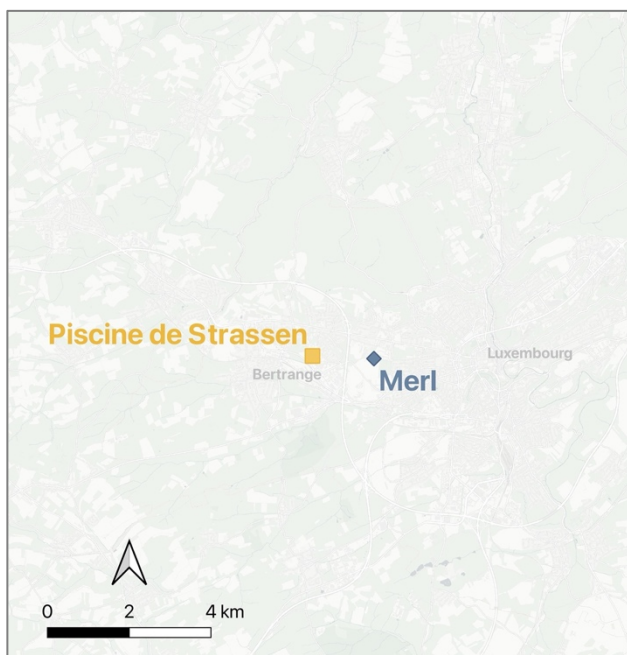 Piscine de Strassen
Luxembourg
Bertrange
Merl
0 2 4 km